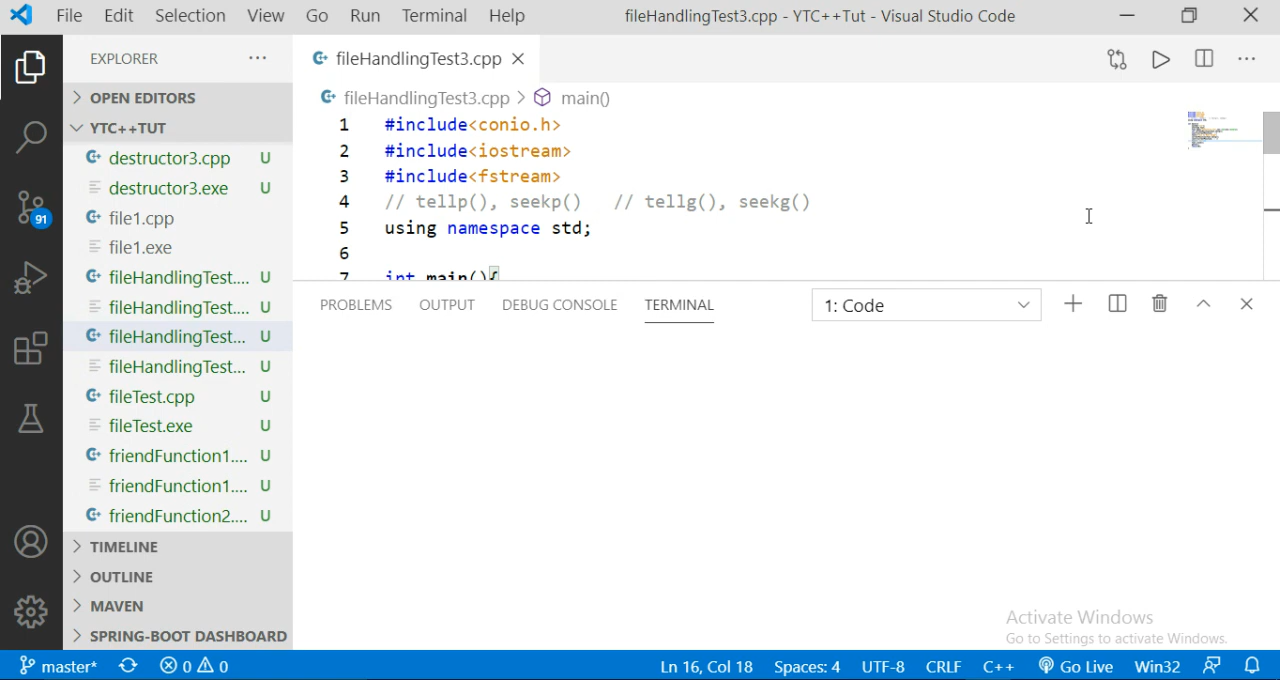 File Edit Selection View Go Run Terminal Help fileHandlingTest3.cpp - YTC++Tut - Visual Studio Code
EXPLORER
fileHandlingTest3.cpp
OPEN EDITORS
fileHandlingTest3.cpp > main()
YTC++TUT
destructor3.cpp U
destructor3.exe U
file1.cpp
file1.exe
fileHandlingTest.... U
fileHandlingTest.... U
fileHandlingTest... U
fileHandlingTest... U
fileTest.cpp U
fileTest.exe U
friendFunction1.... U
friendFunction1.... U
friendFunction2.... U
TIMELINE
OUTLINE
MAVEN
SPRING-BOOT DASHBOARD
91
1 #include<conio.h>
2 #include<iostream>
3 #include<fstream>
4 // tellp(), seekp() // tellg(), seekg()
5 using namespace std;
6
7 int main(){
PROBLEMS OUTPUT DEBUG CONSOLE TERMINAL 1: Code
Activate Windows
Go to Settings to activate Windows.
master* 0 0 Ln 16, Col 18 Spaces: 4 UTF-8 CRLF C++ Go Live Win32